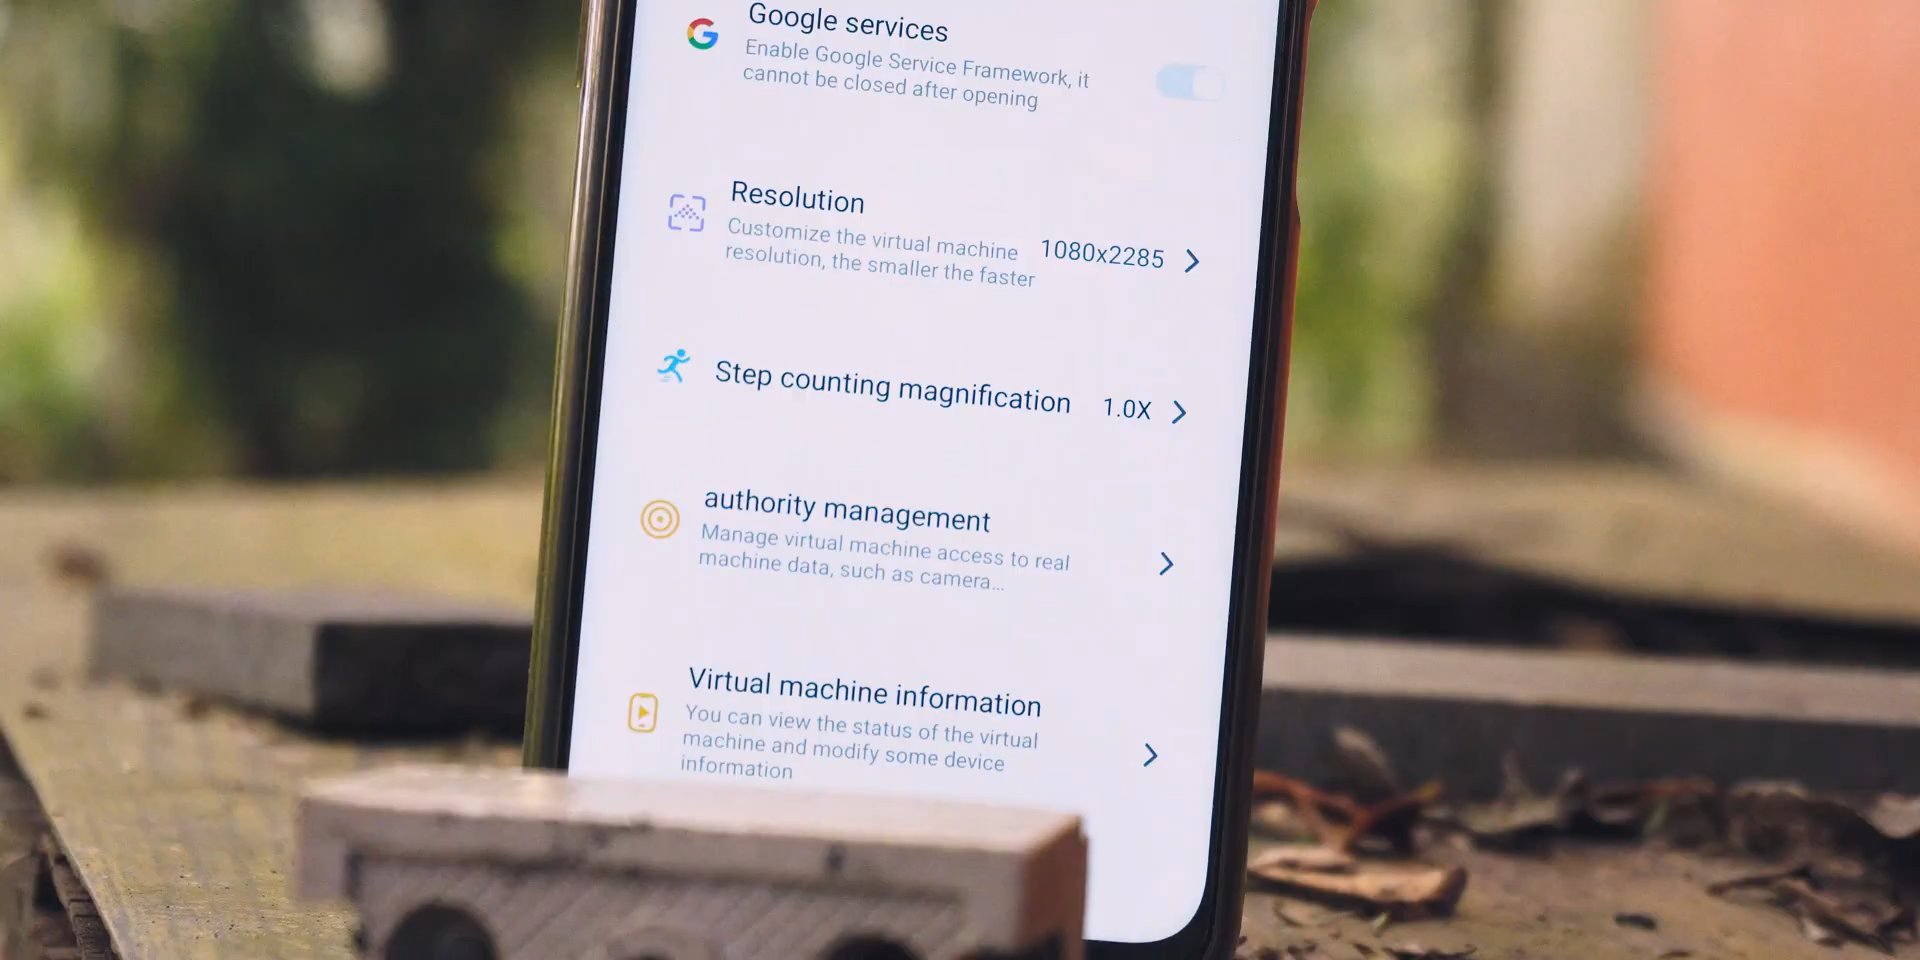 Google services
Enable Google Service Framework, it
cannot be closed after opening
Resolution
Customize the virtual machine
resolution, the smaller the faster
1080x2285
Step counting magnification
1.0X
authority management
Manage virtual machine access to real
machine data, such as camera...
Virtual machine information
You can view the status of the virtual
machine and modify some device
information